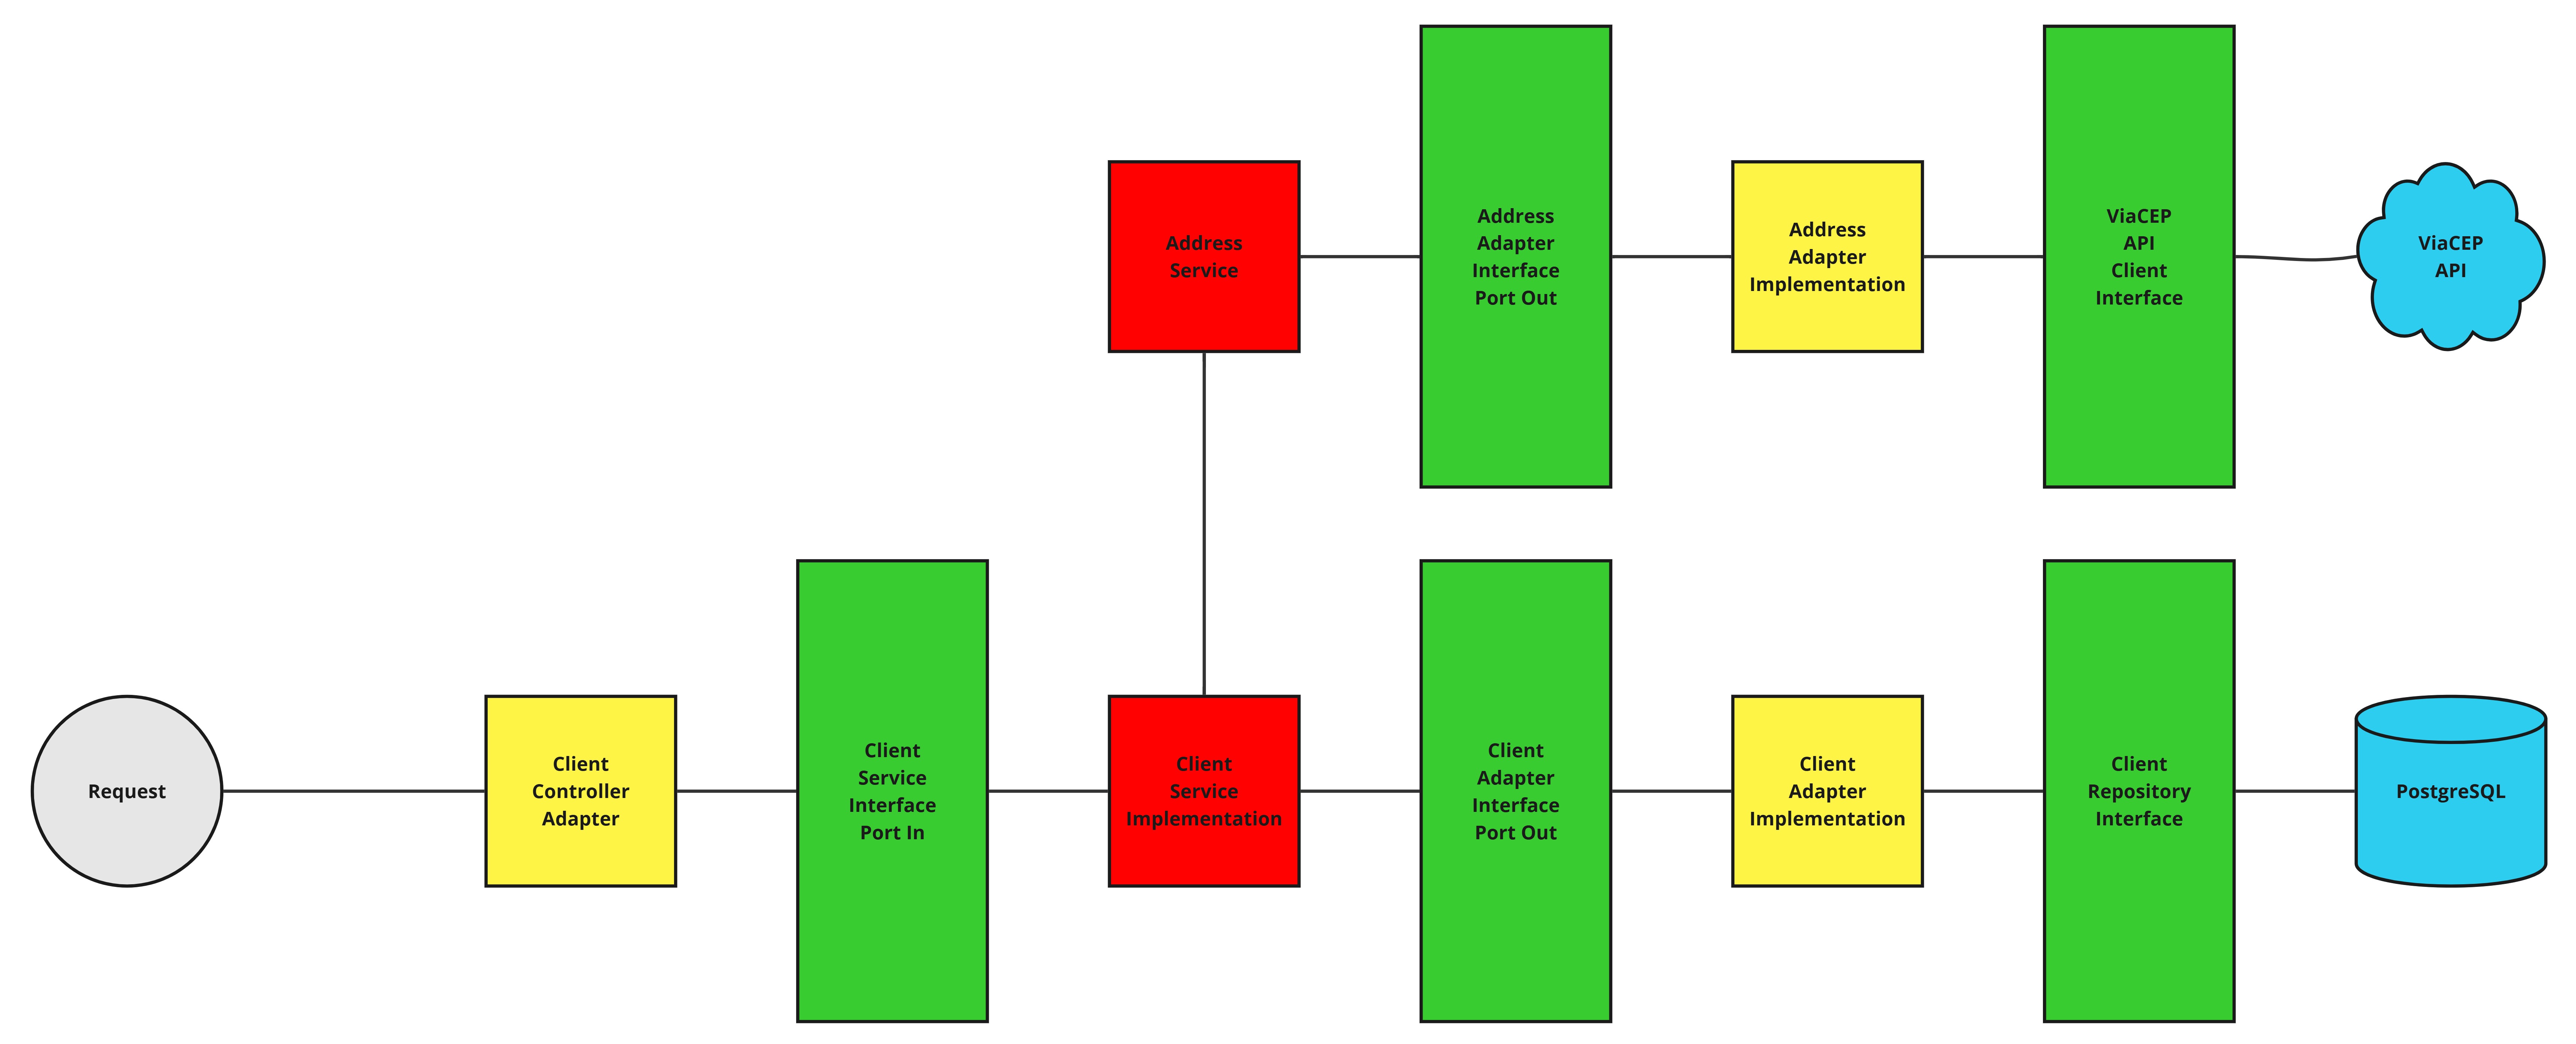 Address
Service
Address
Adapter
Interface
Port Out
Address
Adapter
Implementation
ViaCEP
API
Client
Interface
ViaCEP
API
Request
Client
Controller
Adapter
Client
Service
Interface
Port In
Client
Service
Implementation
Client
Adapter
Interface
Port Out
Client
Adapter
Implementation
Client
Repository
Interface
PostgreSQL